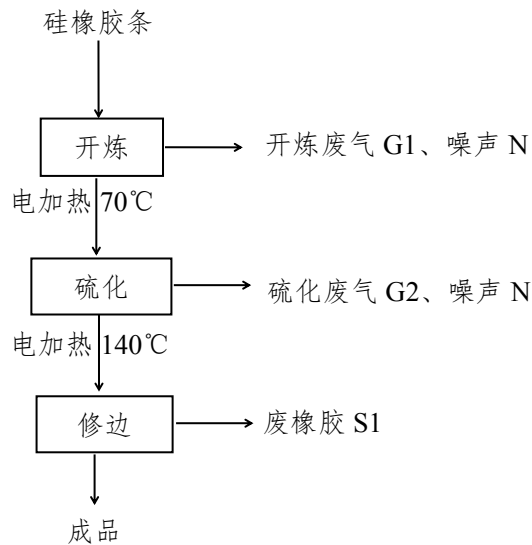 硅橡胶条
开炼
开炼废气 G1、噪声 N
电加热 70℃
硫化
硫化废气 G2、噪声 N
电加热 140℃
修边
废橡胶 S1
成品